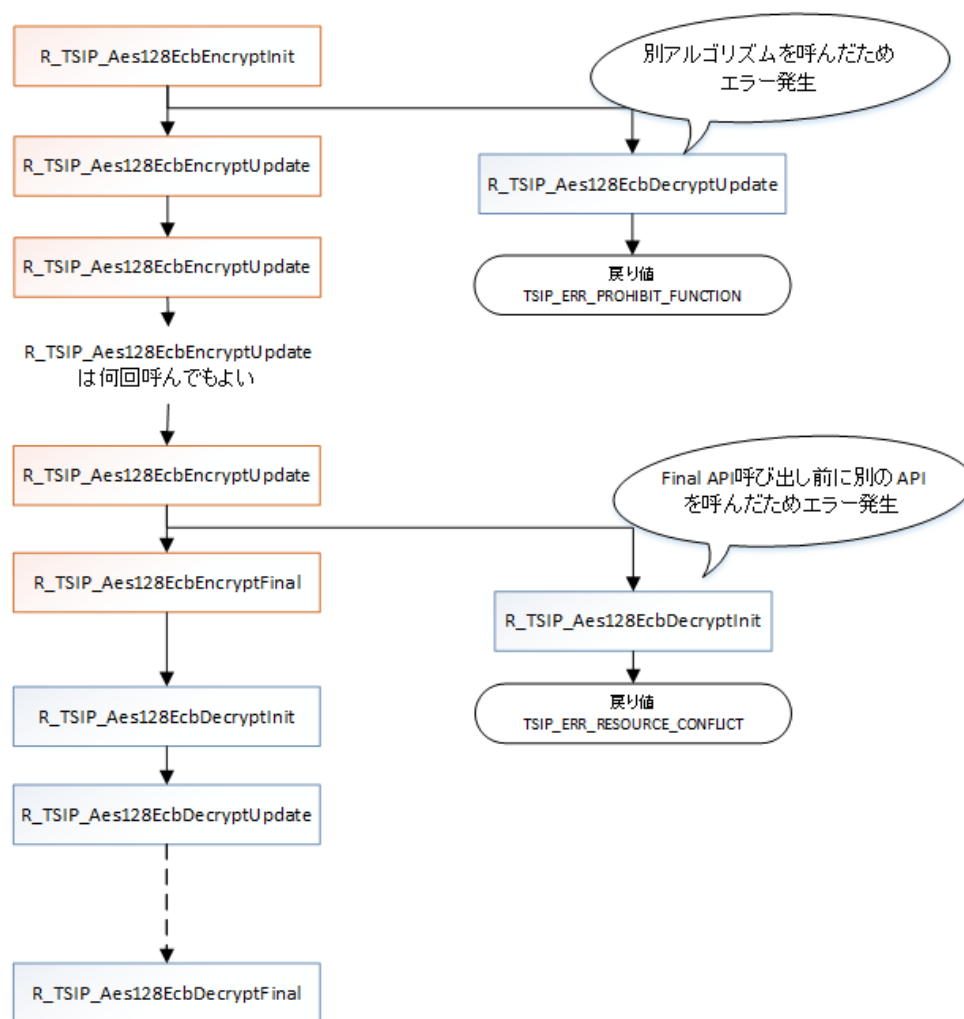 R_TSIP_Aes128EcbEncryptInit
別アルゴリズムを呼んだため
エラー発生
R_TSIP_Aes128EcbEncryptUpdate
R_TSIP_Aes128EcbDecryptUpdate
R_TSIP_Aes128EcbEncryptUpdate
戻り値
TSIP_ERR_PROHIBIT_FUNCTION
R_TSIP_Aes128EcbEncryptUpdate
は何回呼んでもよい
R_TSIP_Aes128EcbEncryptUpdate
Final API呼び出し前に別の API
を呼んだためエラー発生
R_TSIP_Aes128EcbEncryptFinal
R_TSIP_Aes128EcbDecryptInit
R_TSIP_Aes128EcbDecryptInit
戻り値
TSIP_ERR_RESOURCE_CONFLICT
R_TSIP_Aes128EcbDecryptUpdate
R_TSIP_Aes128EcbDecryptFinal